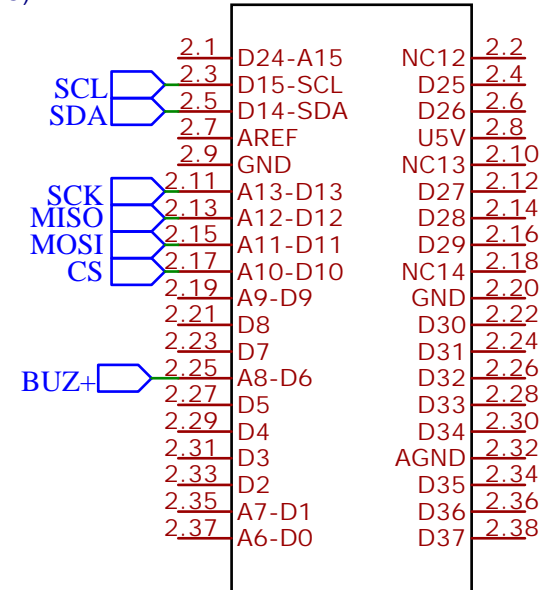 2.1 D24-A15 NC12 2.2
SCL 2.3 D15-SCL D25 2.4
SDA 2.5 D14-SDA D26 2.6
2.7 AREF U5V 2.8
2.9 GND NC13 2.10
SCK 2.11 A13-D13 D27 2.12
MISO 2.13 A12-D12 D28 2.14
MOSI 2.15 A11-D11 D29 2.16
CS 2.17 A10-D10 NC14 2.18
2.19 A9-D9 GND 2.20
2.21 D8 D30 2.22
2.23 D7 D31 2.24
BUZ+ 2.25 A8-D6 D32 2.26
2.27 D5 D33 2.28
2.29 D4 D34 2.30
2.31 D3 AGND 2.32
2.33 D2 D35 2.34
2.35 A7-D1 D36 2.36
2.37 A6-D0 D37 2.38